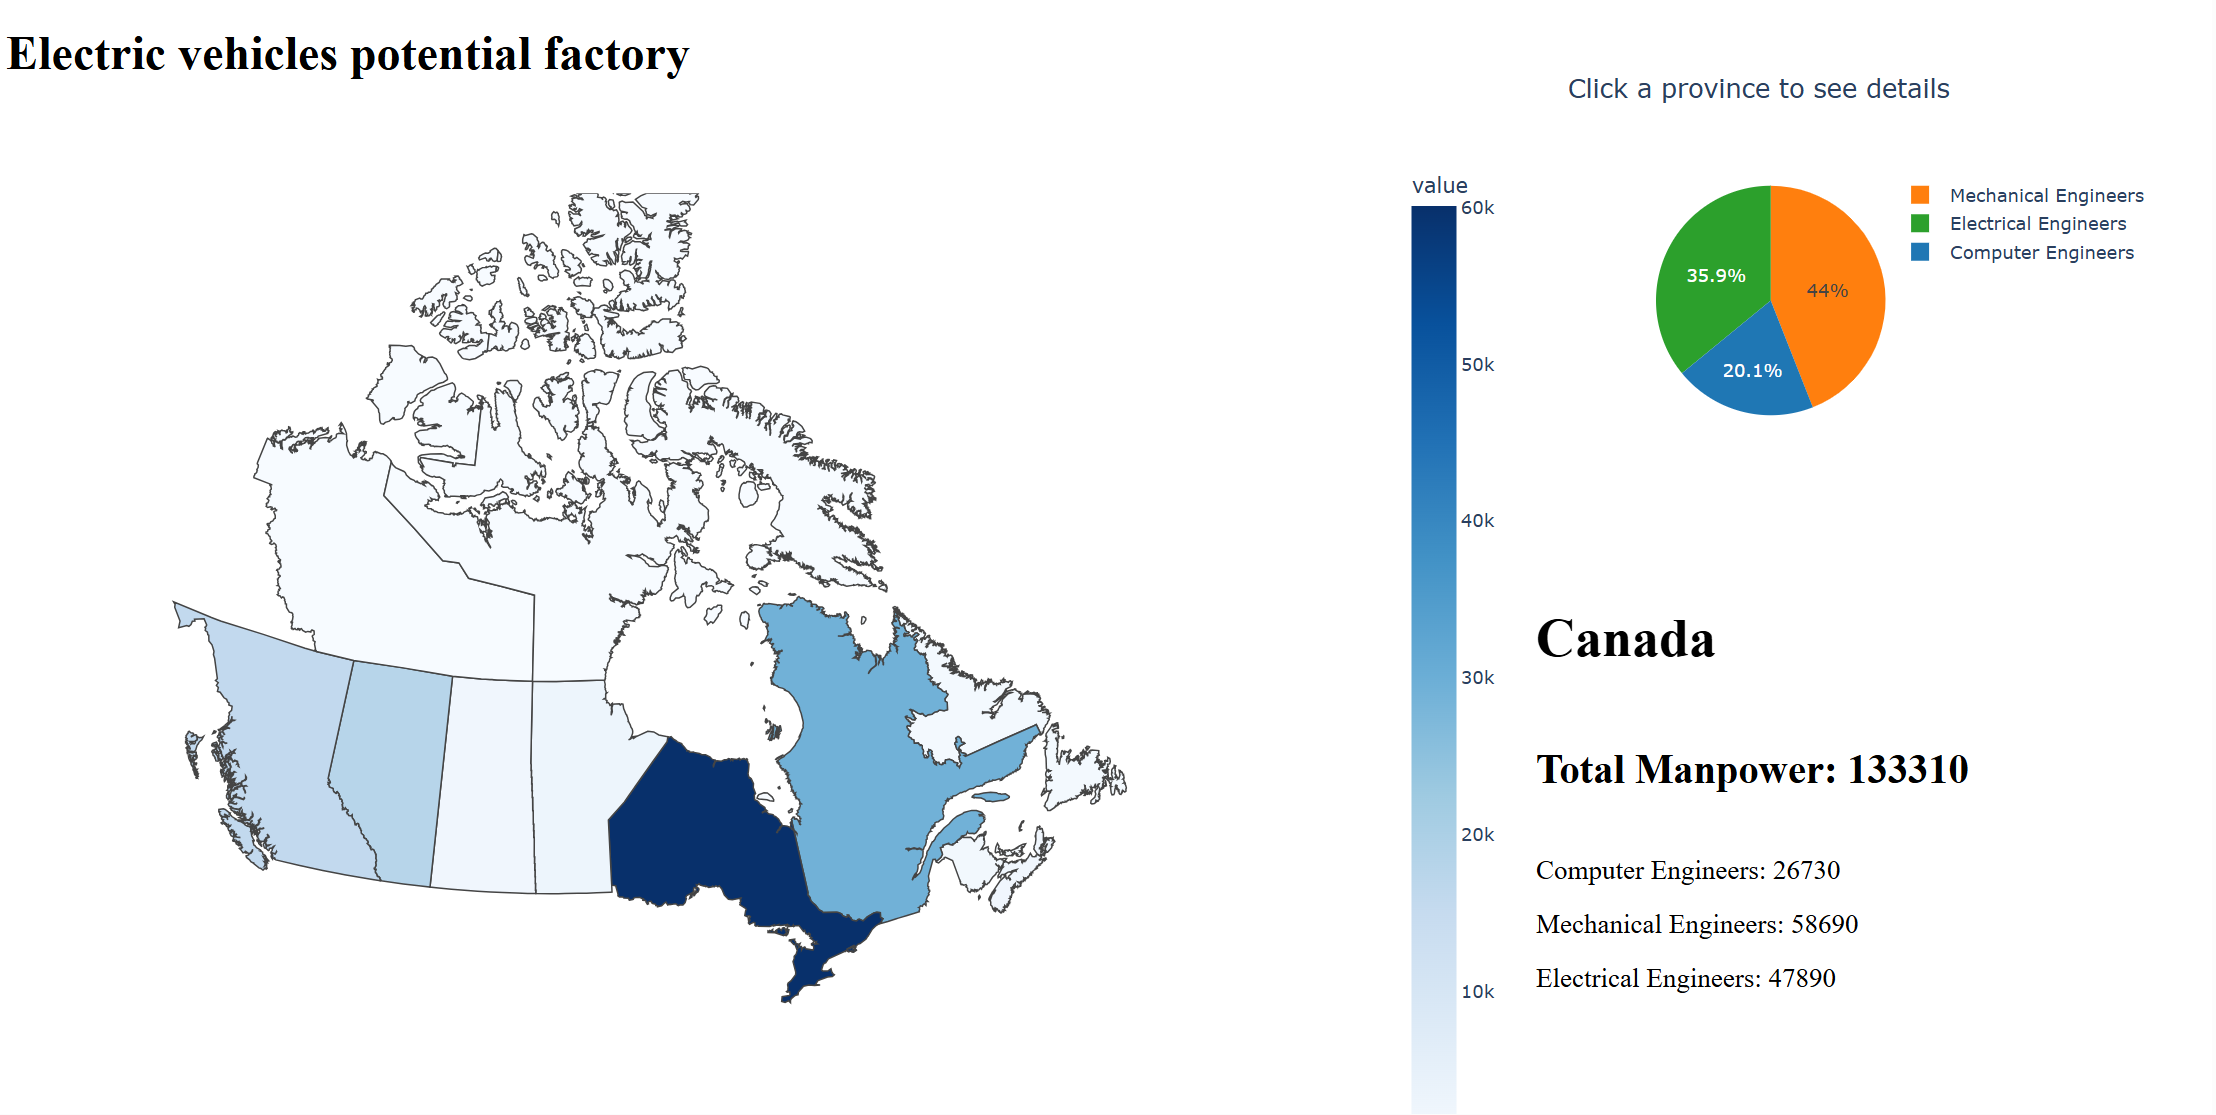 Electric vehicles potential factory
Click a province to see details
value
60k
50k
40k
30k
20k
10k
Mechanical Engineers
Electrical Engineers
Computer Engineers
35.9%
44%
20.1%
Canada
Total Manpower: 133310
Computer Engineers: 26730
Mechanical Engineers: 58690
Electrical Engineers: 47890